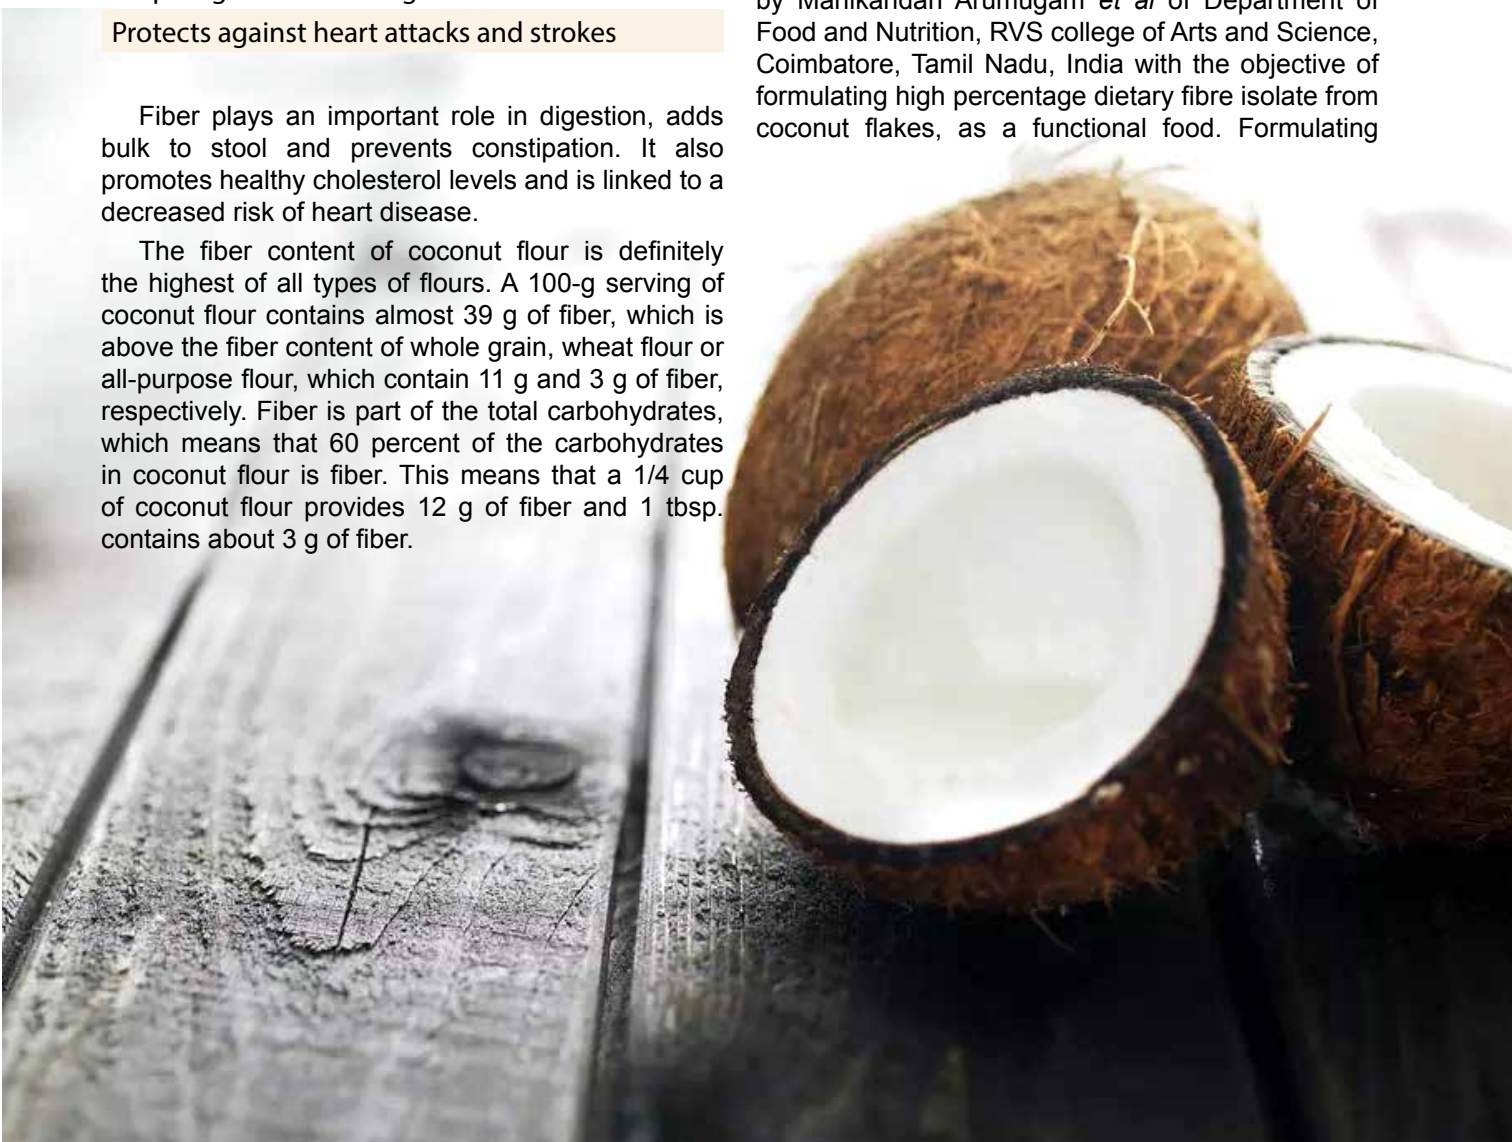 Protects against heart attacks and strokes
Fiber plays an important role in digestion, adds
bulk to stool and prevents constipation. It also
promotes healthy cholesterol levels and is linked to a
decreased risk of heart disease.
The fiber content of coconut flour is definitely
the highest of all types of flours. A 100-g serving of
coconut flour contains almost 39 g of fiber, which is
above the fiber content of whole grain, wheat flour or
all-purpose flour, which contain 11 g and 3 g of fiber,
respectively. Fiber is part of the total carbohydrates,
which means that 60 percent of the carbohydrates
in coconut flour is fiber. This means that a 1/4 cup
of coconut flour provides 12 g of fiber and 1 tbsp.
contains about 3 g of fiber.
by Manikandan Arumugam et al of Department of
Food and Nutrition, RVS college of Arts and Science,
Coimbatore, Tamil Nadu, India with the objective of
formulating high percentage dietary fibre isolate from
coconut flakes, as a functional food. Formulating